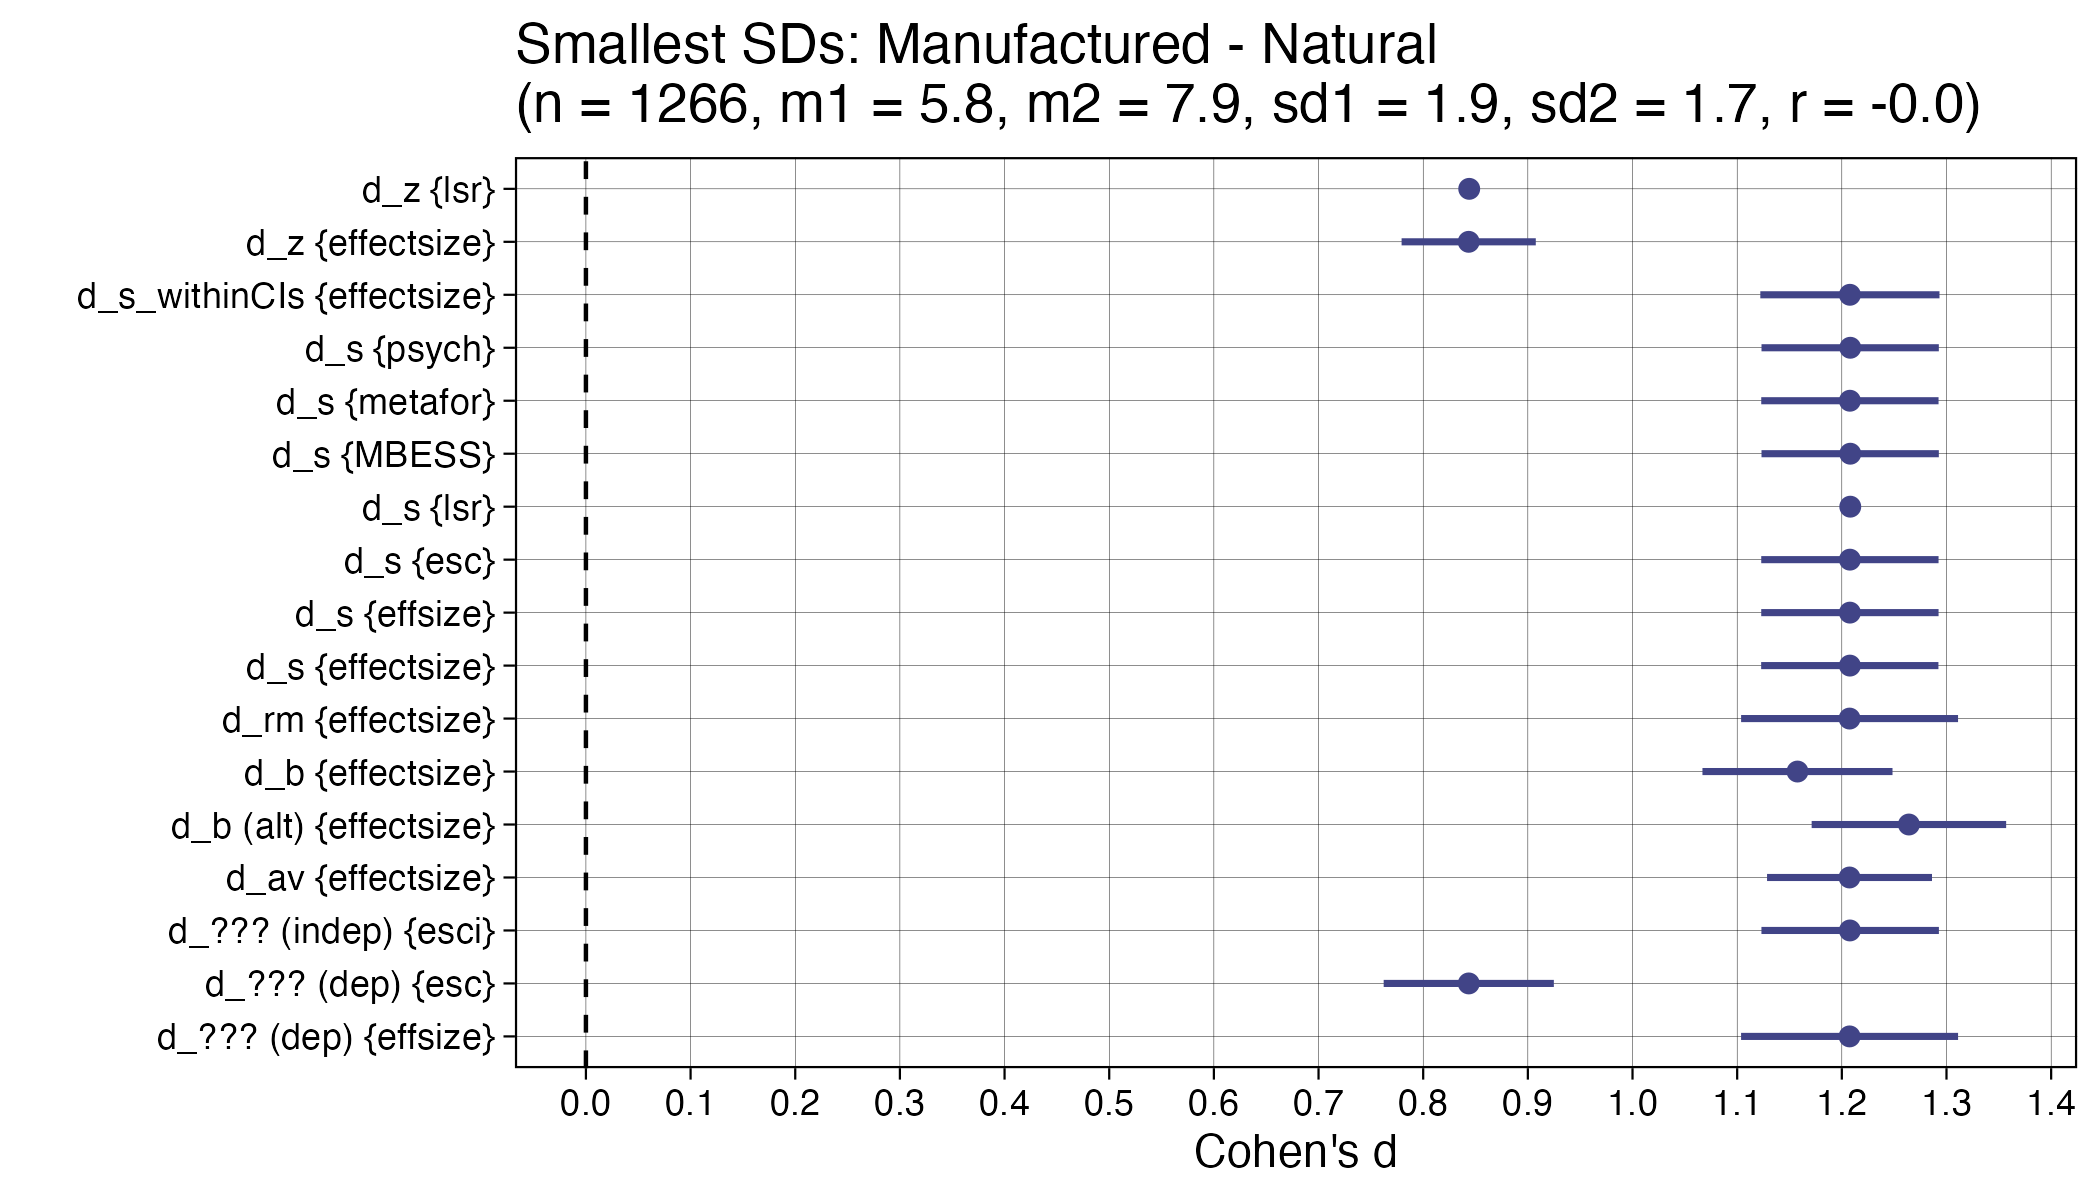 Smallest SDs: Manufactured - Natural
(n = 1266, m1 = 5.8, m2 = 7.9, sd1 = 1.9, sd2 = 1.7, r = -0.0)
d_z {lsr}
d_z {effectsize}
d_s_withinCIs {effectsize}
d_s {psych}
d_s {metafor}
d_s {MBESS}
d_s {lsr}
d_s {esc}
d_s {effsize}
d_s {effectsize}
d_rm {effectsize}
d_b {effectsize}
d_b (alt) {effectsize}
d_av {effectsize}
d_??? (indep) {esci}
d_??? (dep) {esc}
d_??? (dep) {effsize}
0.0 0.1 0.2 0.3 0.4 0.5 0.6 0.7 0.8 0.9 1.0 1.1 1.2 1.3 1.4
Cohen's d